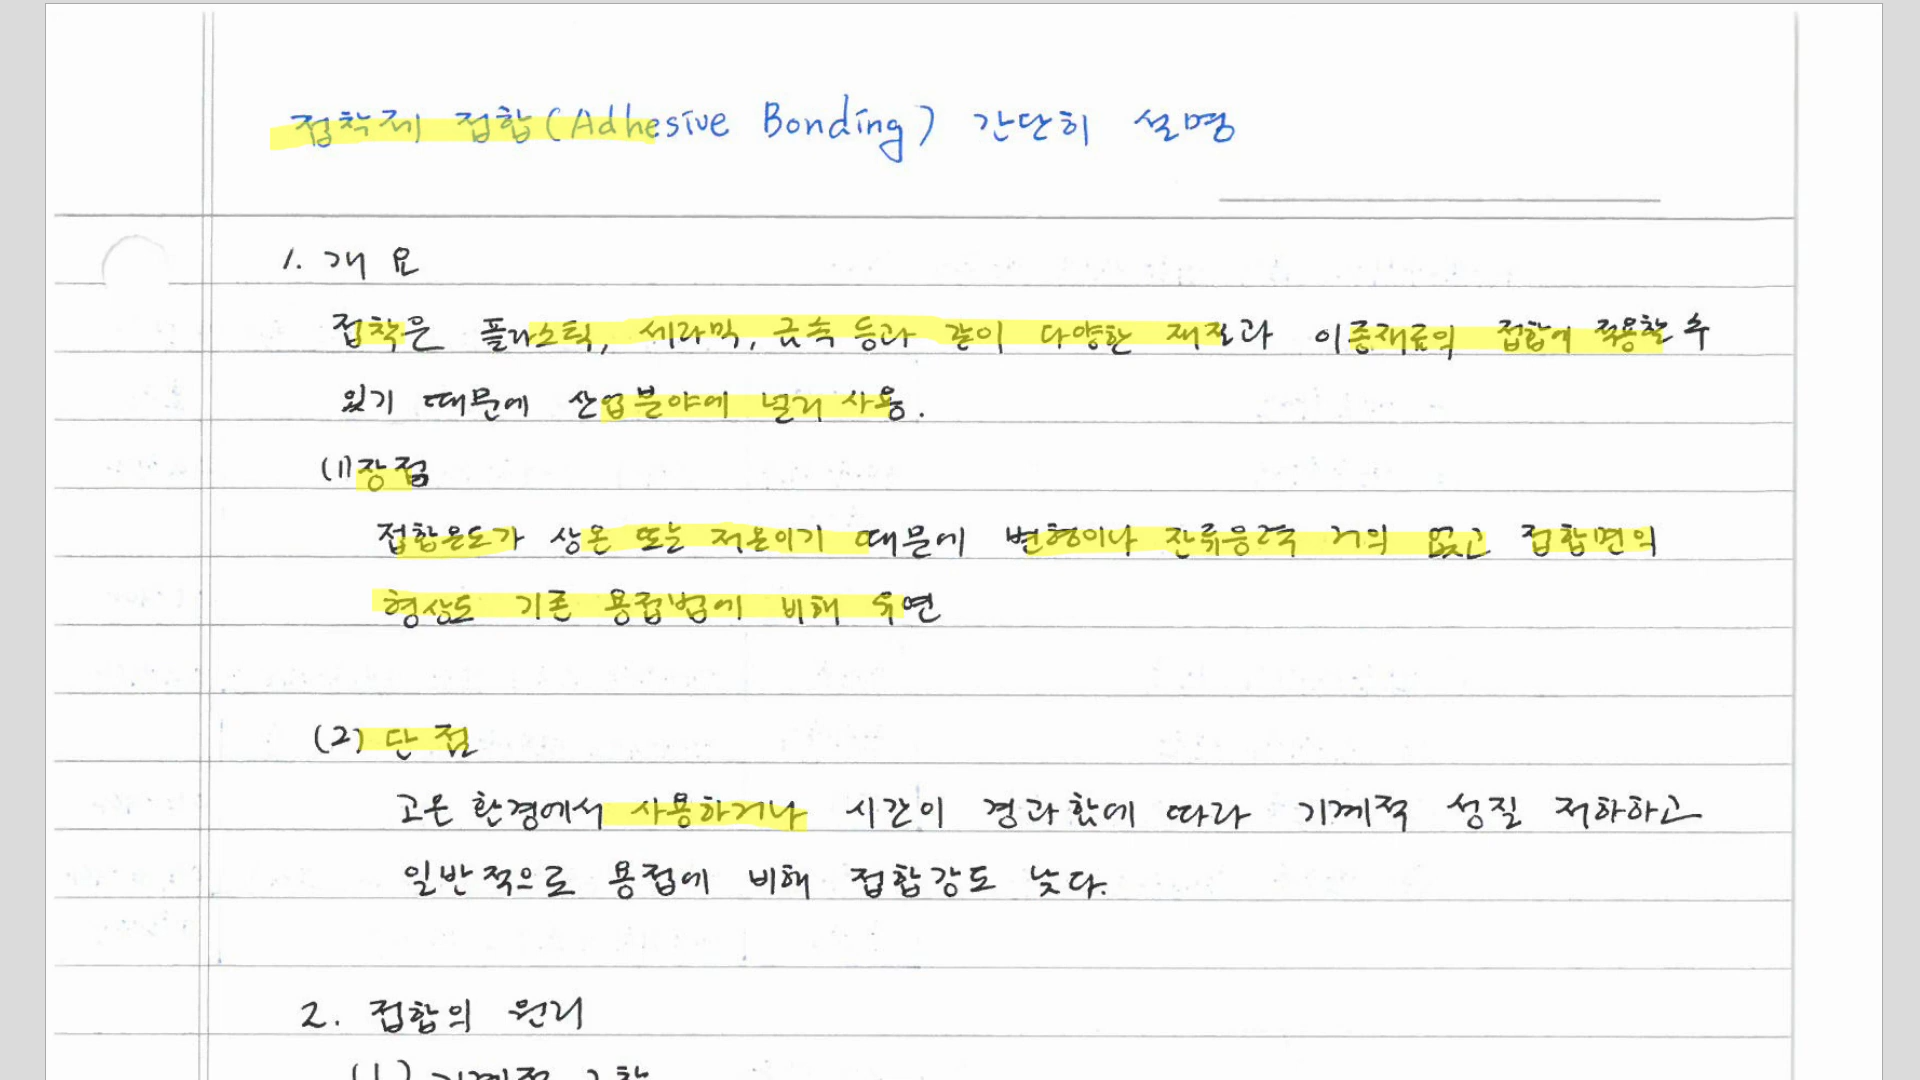 접착제 접합(Adhesive Bonding) 간단히 설명
1. 개 요
접착은 플라스틱, 세라믹, 금속 등과 같이 다양한 재질과 이종재료의 접합에 적용할 수
있기 때문에 산업분야에 널리 사용.
(1) 장점
접합온도가 상온 또는 저온이기 때문에 변형이나 잔류응력 거의 없고 접합면의
형상도 기존 용접법에 비해 유연
(2) 단 점
고온 환경에서 사용하거나 시간이 경과함에 따라 기계적 성질 저하하고
일반적으로 용접에 비해 접합강도 낮다.
2. 접합의 원리
(1) 기계적